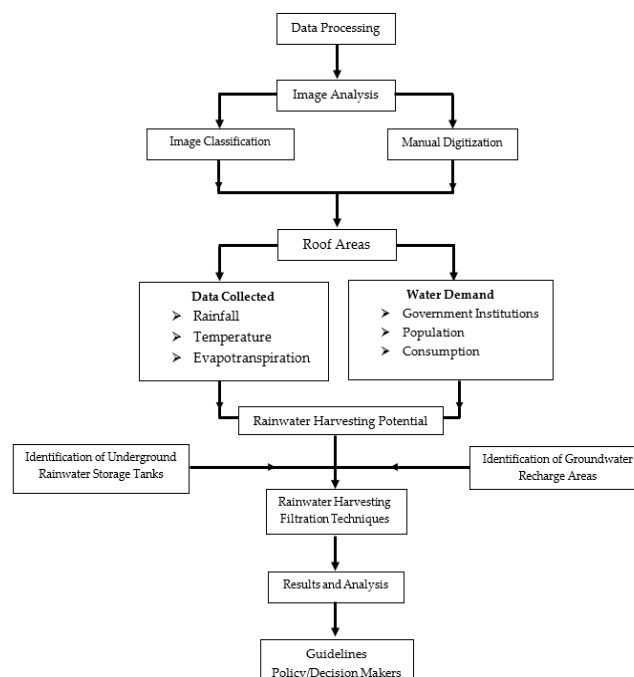 Data Processing
Image Analysis
Image Classification
Manual Digitization
Roof Areas
Data Collected
➢ Rainfall
➢ Temperature
➢ Evapotranspiration
Water Demand
➢ Government Institutions
➢ Population
➢ Consumption
Rainwater Harvesting Potential
Identification of Underground
Rainwater Storage Tanks
Identification of Groundwater
Recharge Areas
Rainwater Harvesting
Filtration Techniques
Results and Analysis
Guidelines
Policy/Decision Makers